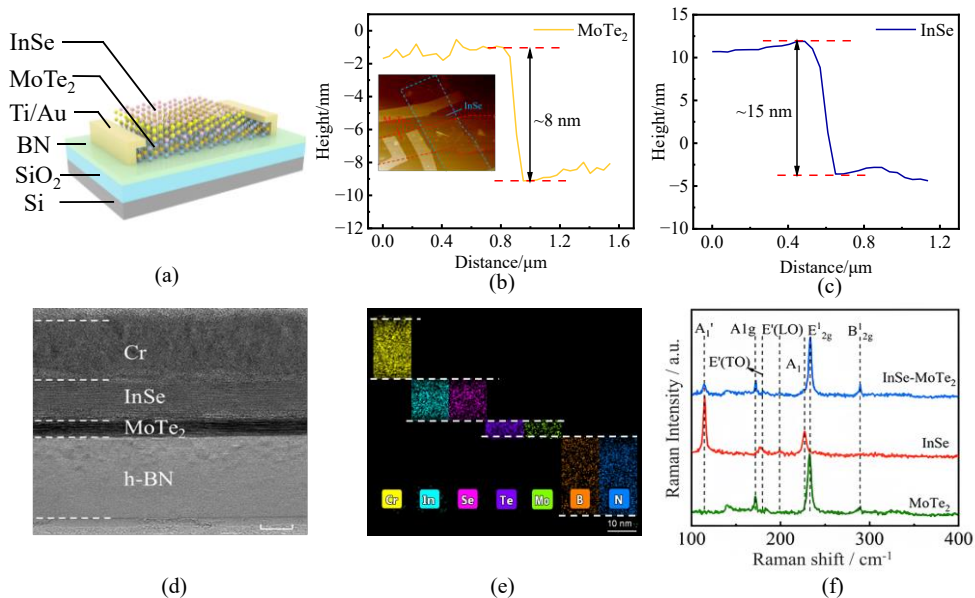 InSe
MoTe₂
Ti/Au
BN
SiO₂
Si
(a)
Height/nm
0
−2
−4
−6
−8
−10
−12
MoTe₂
InSe
~8 nm
0.0 0.4 0.8 1.2 1.6
Distance/μm
(b)
Height/nm
15
10
5
0
−5
−10
InSe
~15 nm
0.0 0.4 0.8 1.2
Distance/μm
(c)
Cr
InSe
MoTe₂
h-BN
(d)
Cr In Se Te Mo B N
10 nm
(e)
Raman Intensity / a.u.
A₁' A1g E'(LO) E¹₂g B¹₂g
E'(TO) A₁
InSe-MoTe₂
InSe
MoTe₂
100 200 300 400
Raman shift / cm⁻¹
(f)